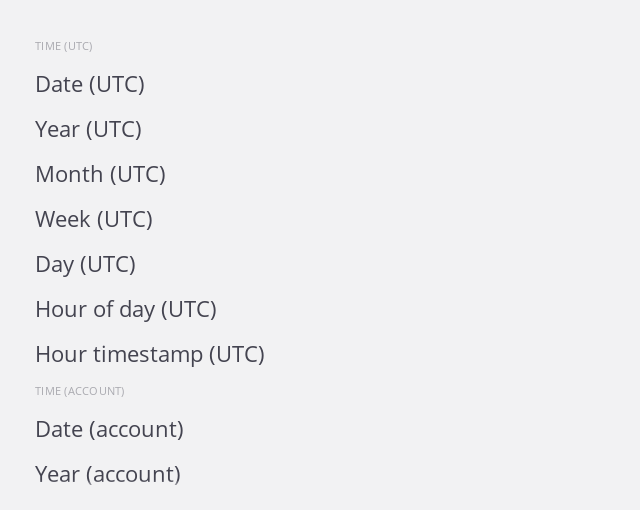 TIME (UTC)
Date (UTC)
Year (UTC)
Month (UTC)
Week (UTC)
Day (UTC)
Hour of day (UTC)
Hour timestamp (UTC)
TIME (ACCOUNT)
Date (account)
Year (account)